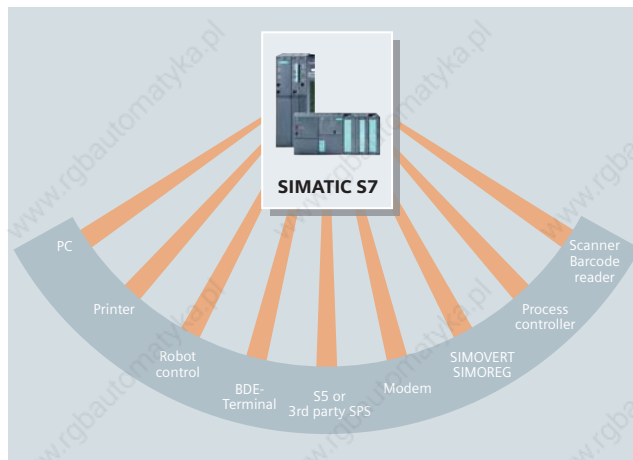 SIMATIC S7
PC
Printer
Robot
control
BDE-
Terminal
S5 or
3rd party SPS
Modem
SIMOVERT
SIMOREG
Process
controller
Scanner
Barcode
reader
www.rgbautomatyka.pl